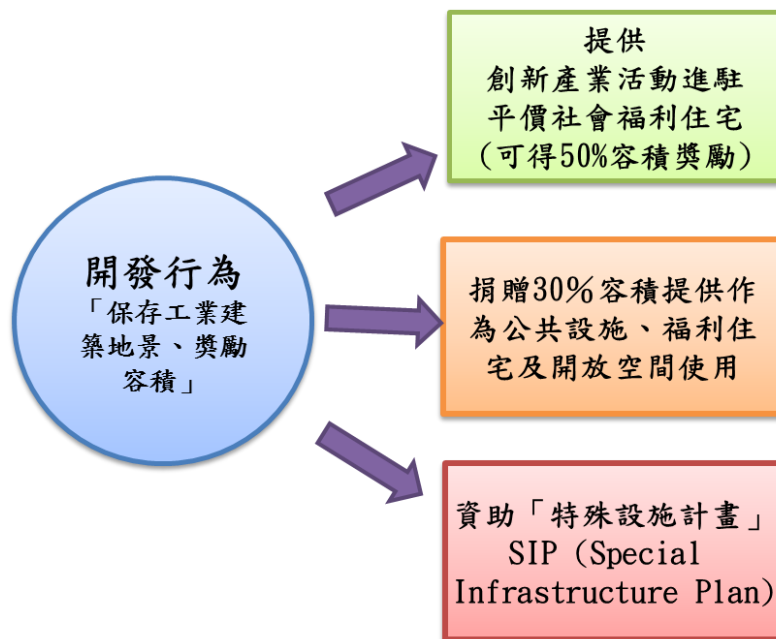 提供
創新產業活動進駐
平價社會福利住宅
(可得50%容積獎勵)
開發行為
「保存工業建
築地景、獎勵
容積」
捐贈30%容積提供作
為公共設施、福利住
宅及開放空間使用
資助「特殊設施計畫」
SIP (Special
Infrastructure Plan)